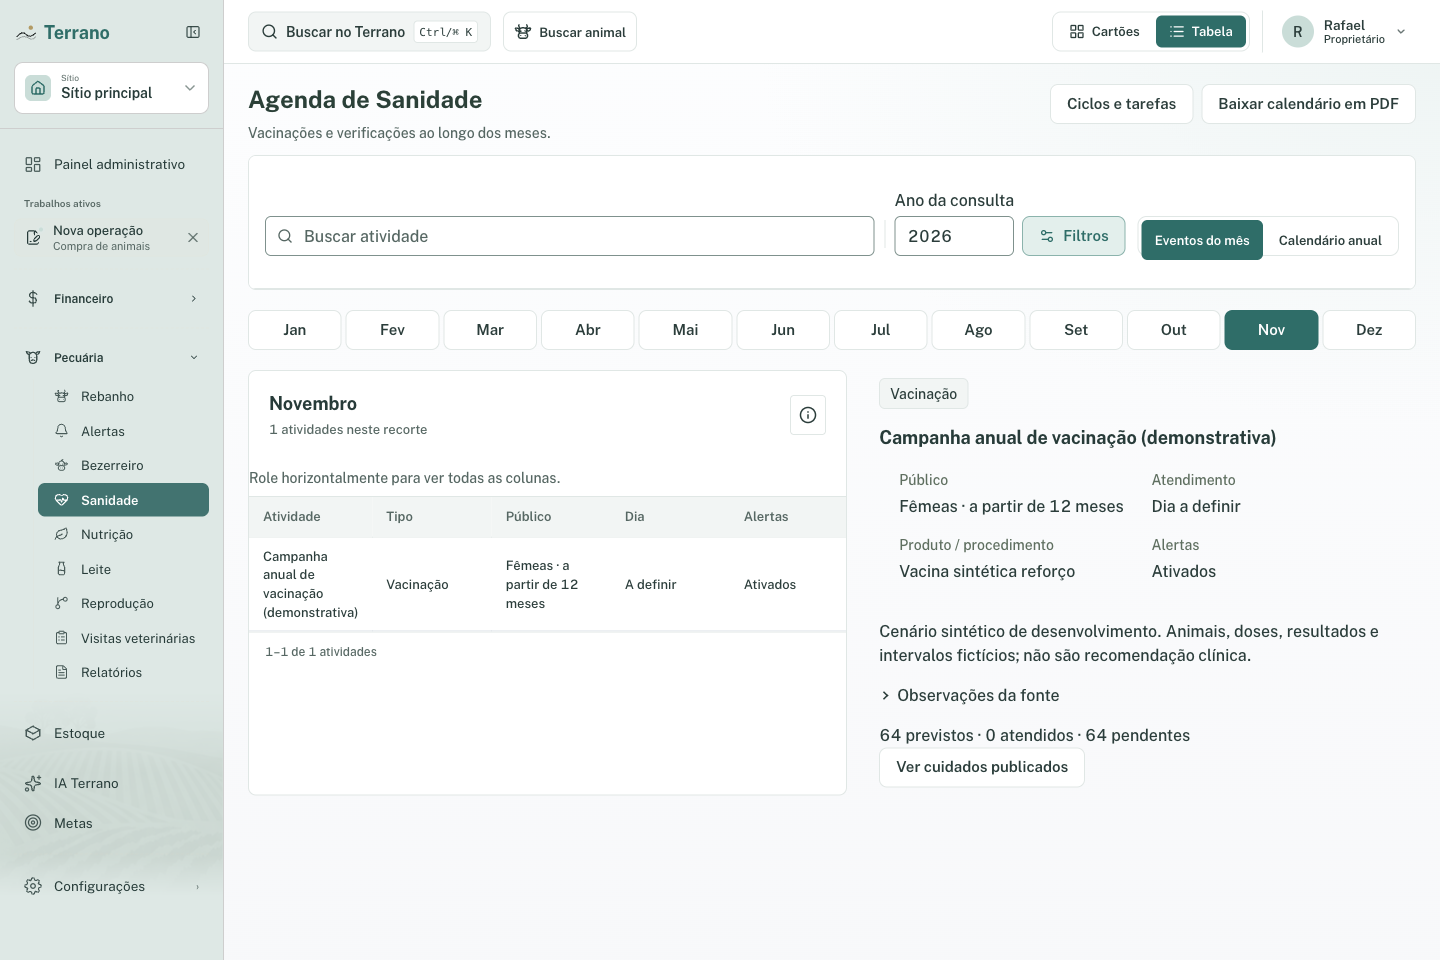 Terrano
Sítio
Sítio principal
Painel administrativo
Trabalhos ativos
Nova operação
Compra de animais
Financeiro
Pecuária
Rebanho
Alertas
Bezerreiro
Sanidade
Nutrição
Leite
Reprodução
Visitas veterinárias
Relatórios
Estoque
IA Terrano
Metas
Configurações
Buscar no Terrano Ctrl/⌘ K
Buscar animal
Cartões
Tabela
R
Rafael
Proprietário
Agenda de Sanidade
Vacinações e verificações ao longo dos meses.
Ciclos e tarefas
Baixar calendário em PDF
Buscar atividade
Ano da consulta
2026
Filtros
Eventos do mês
Calendário anual
Jan Fev Mar Abr Mai Jun Jul Ago Set Out Nov Dez
Novembro
1 atividades neste recorte
Role horizontalmente para ver todas as colunas.
Atividade Tipo Público Dia Alertas
Campanha
anual de
vacinação
(demonstrativa)
Vacinação
Fêmeas · a
partir de 12
meses
A definir
Ativados
1–1 de 1 atividades
Vacinação
Campanha anual de vacinação (demonstrativa)
Público
Fêmeas · a partir de 12 meses
Atendimento
Dia a definir
Produto / procedimento
Vacina sintética reforço
Alertas
Ativados
Cenário sintético de desenvolvimento. Animais, doses, resultados e
intervalos fictícios; não são recomendação clínica.
Observações da fonte
64 previstos · 0 atendidos · 64 pendentes
Ver cuidados publicados